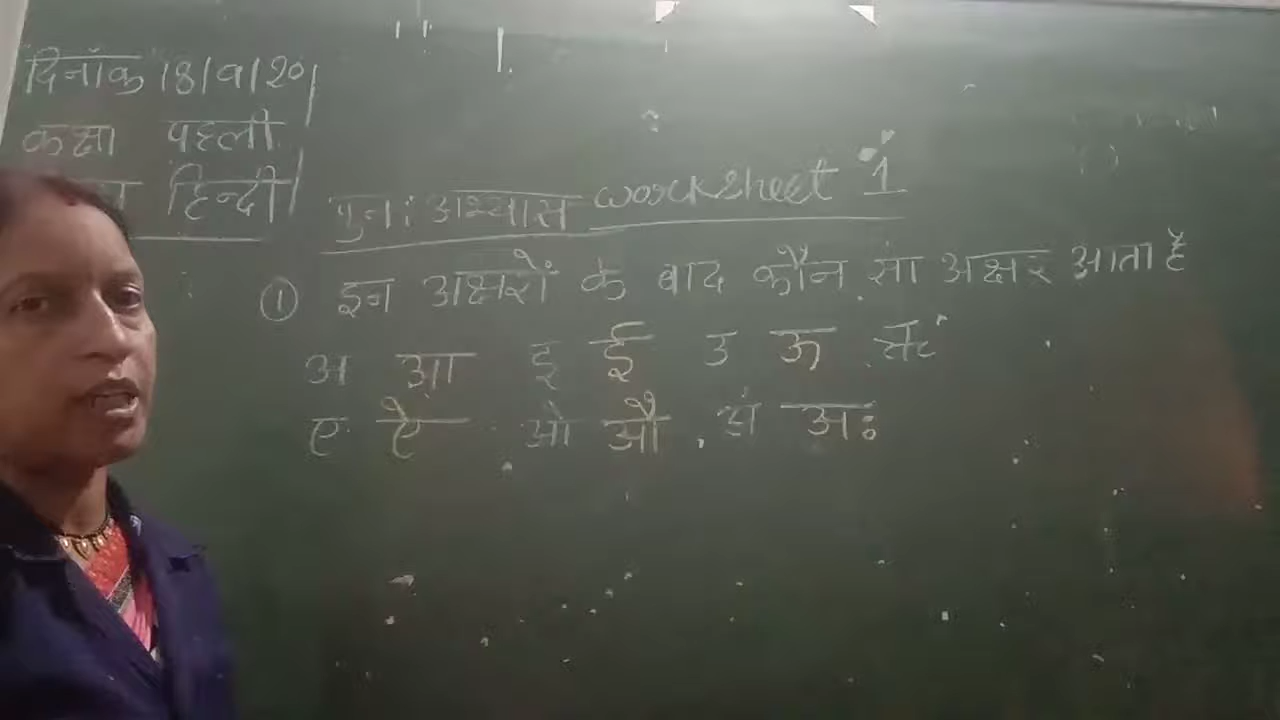 दिनाँक 18/9/20
कक्षा पहली
हिन्दी
पुनः अभ्यास worksheet 1
① इन अक्षरों के बाद कौन सा अक्षर आता है
अ आ इ ई उ ऊ
ए ऐ ओ औ अं अः